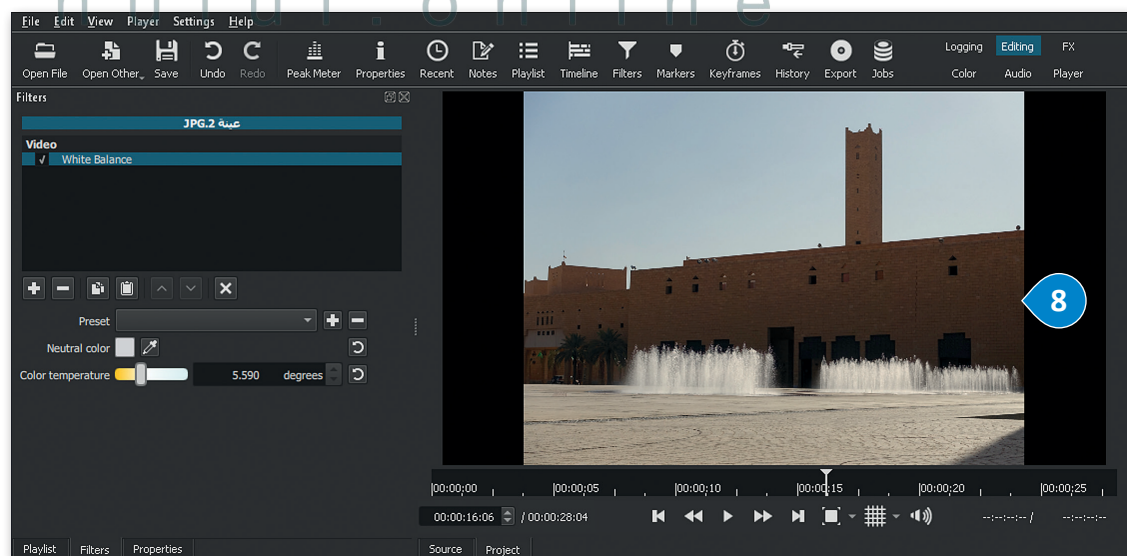 File Edit View Player Settings Help
Open File Open Other Save Undo Redo Peak Meter Properties Recent Notes Playlist Timeline Filters Markers Keyframes History Export Jobs
Logging Editing FX
Color Audio Player
Filters
عينة 2.JPG
Video
White Balance
Preset
Neutral color
Color temperature 5.590 degrees
8
00:00:00 00:00:05 00:00:10 00:00:15 00:00:20 00:00:25
00:00:16:06 / 00:00:28:04 --:--:--:-- / --:--:--:--
Playlist Filters Properties Source Project